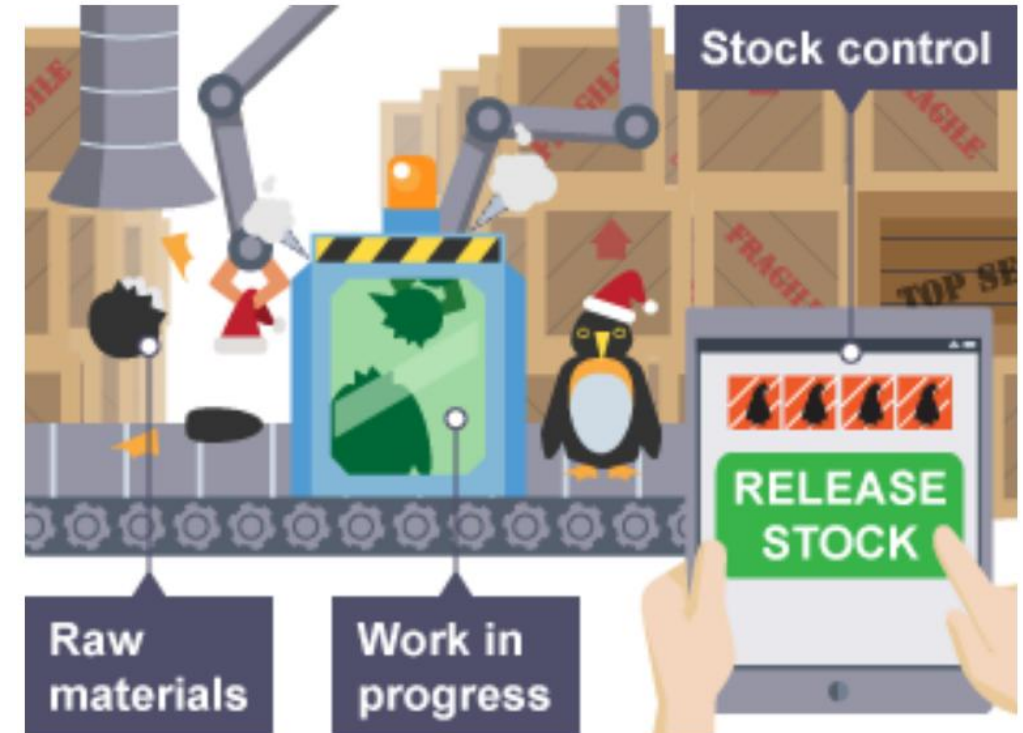 Stock control
FRAGILE
FRAGILE
TOP SE
RELEASE
STOCK
Raw
materials
Work in
progress